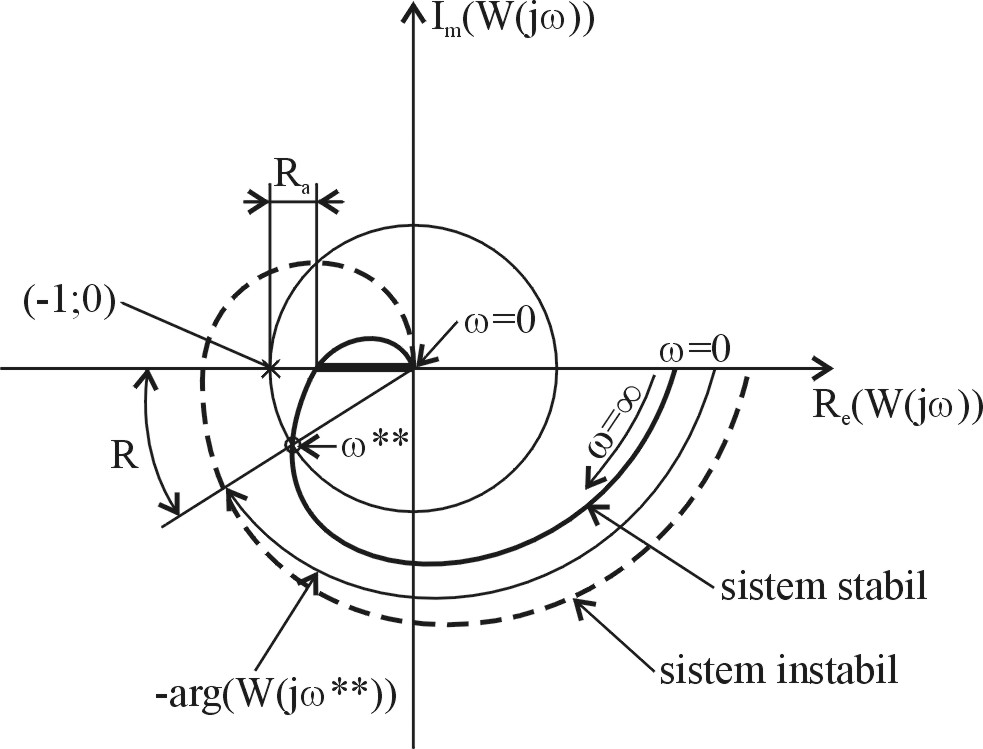 Im(W(jω))
Ra
(-1;0)
ω=0
ω=0
Re(W(jω))
ω=∞
R
ω**
sistem stabil
sistem instabil
-arg(W(jω**))